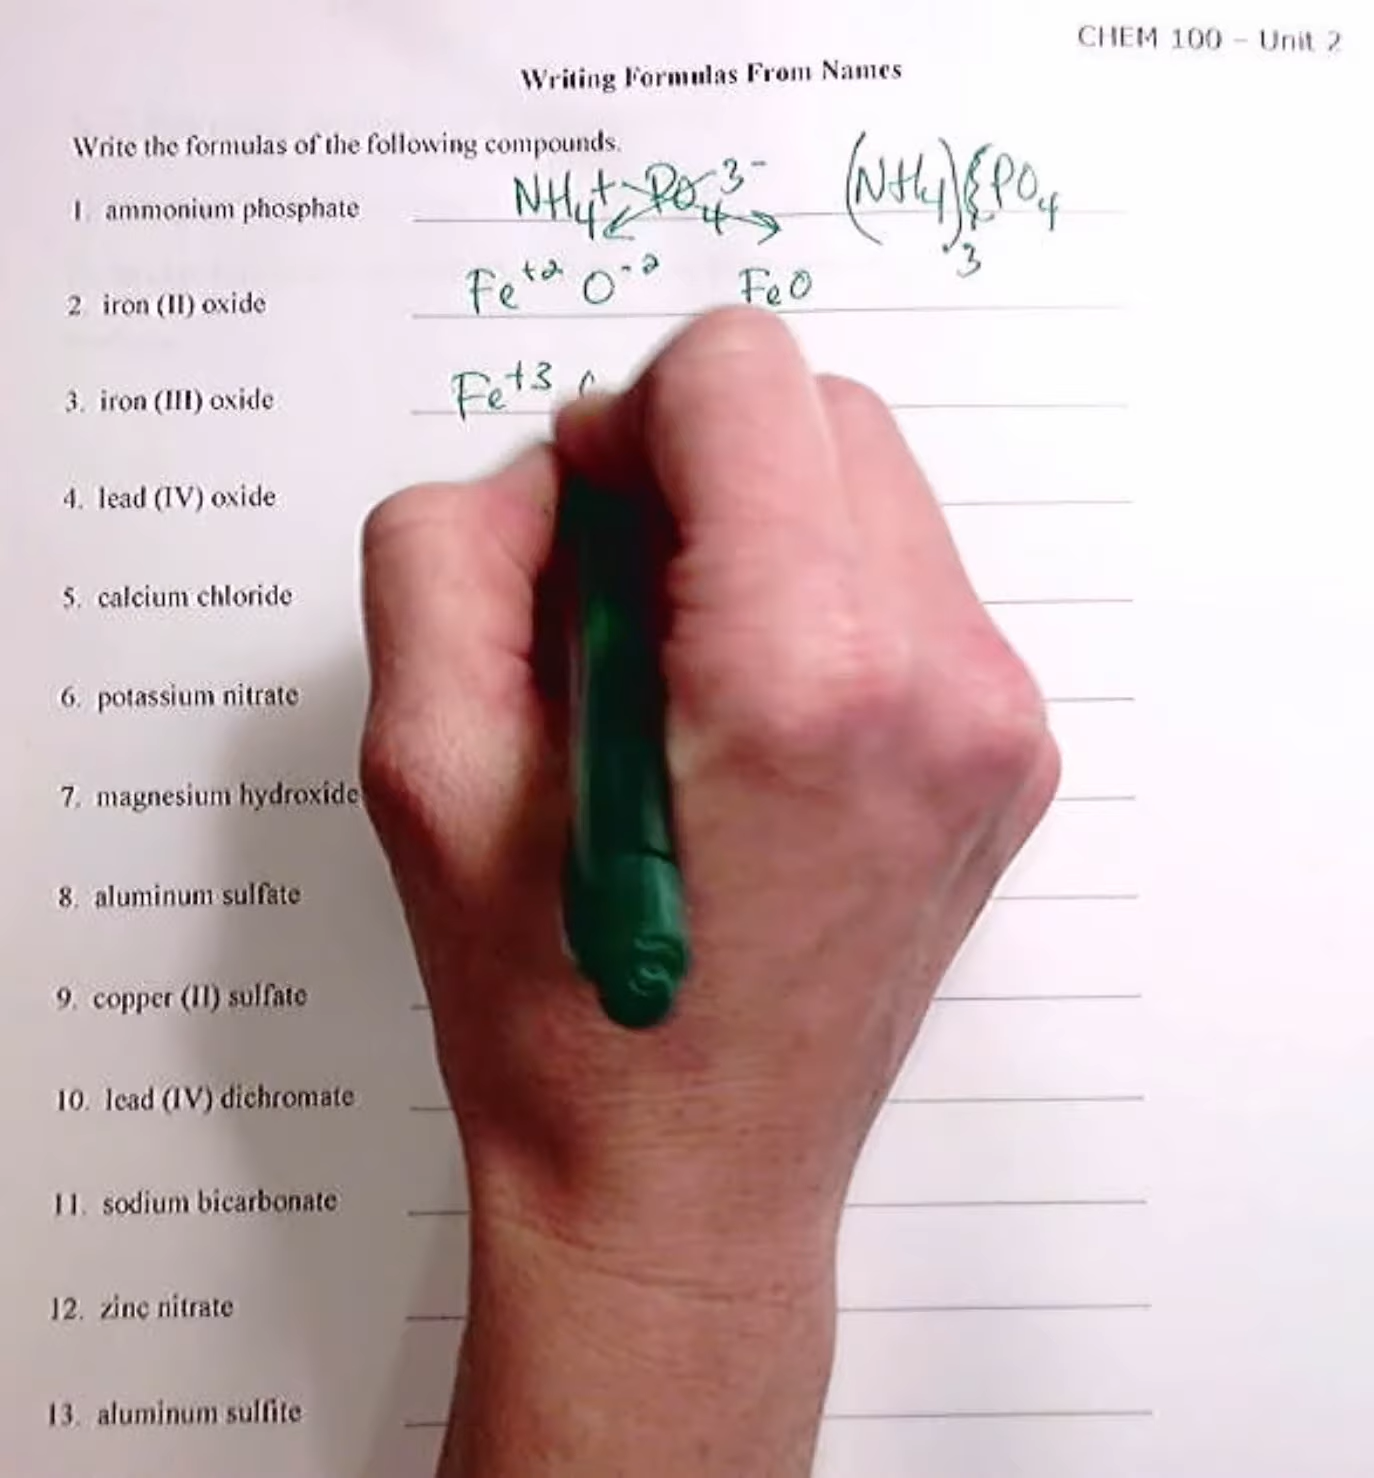 CHEM 100 – Unit 2
Writing Formulas From Names
Write the formulas of the following compounds.
1. ammonium phosphate NH₄⁺ PO₄³⁻ (NH₄)₃PO₄
2. iron (II) oxide Fe⁺² O⁻² FeO
3. iron (III) oxide Fe⁺³
4. lead (IV) oxide
5. calcium chloride
6. potassium nitrate
7. magnesium hydroxide
8. aluminum sulfate
9. copper (II) sulfate
10. lead (IV) dichromate
11. sodium bicarbonate
12. zinc nitrate
13. aluminum sulfite